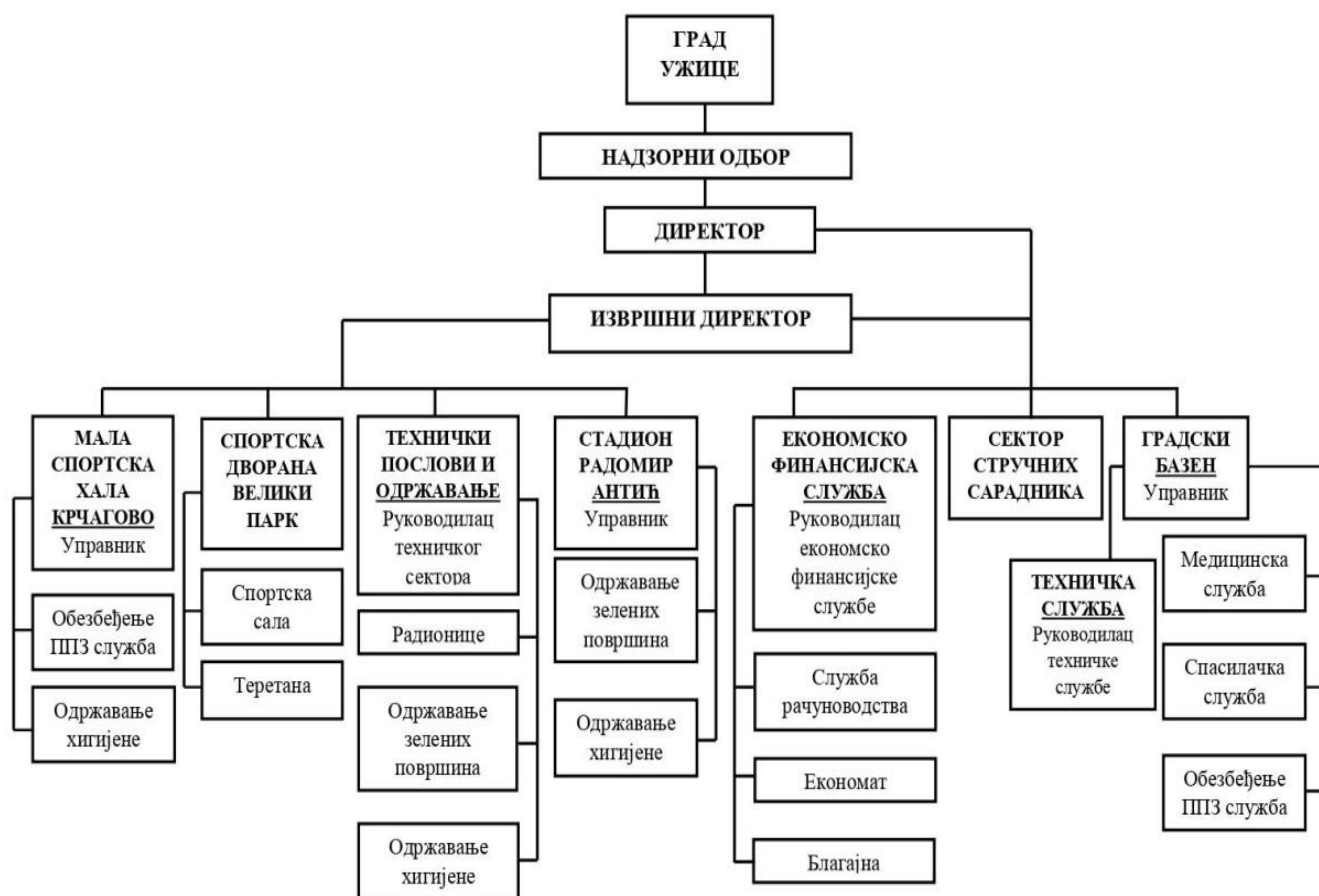 ГРАД
УЖИЦЕ
НАДЗОРНИ ОДБОР
ДИРЕКТОР
ИЗВРШНИ ДИРЕКТОР
МАЛА
СПОРТСКА
ХАЛА
КРЧАГОВО
Управник
Обезбеђење
ППЗ служба
Одржавање
хигијене
СПОРТСКА
ДВОРАНА
ВЕЛИКИ
ПАРК
Спортска
сала
Теретана
ТЕХНИЧКИ
ПОСЛОВИ И
ОДРЖАВАЊЕ
Руководилац
техничког
сектора
Радионице
Одржавање
зелених
површина
Одржавање
хигијене
СТАДИОН
РАДОМИР
АНТИЋ
Управник
Одржавање
зелених
површина
Одржавање
хигијене
ЕКОНОМСКО
ФИНАНСИЈСКА
СЛУЖБА
Руководилац
економско
финансијске
службе
Служба
рачуноводства
Економат
Благајна
СЕКТОР
СТРУЧНИХ
САРАДНИКА
ГРАДСКИ
БАЗЕН
Управник
ТЕХНИЧКА
СЛУЖБА
Руководилац
техничке
службе
Медицинска
служба
Спасилачка
служба
Обезбеђење
ППЗ служба